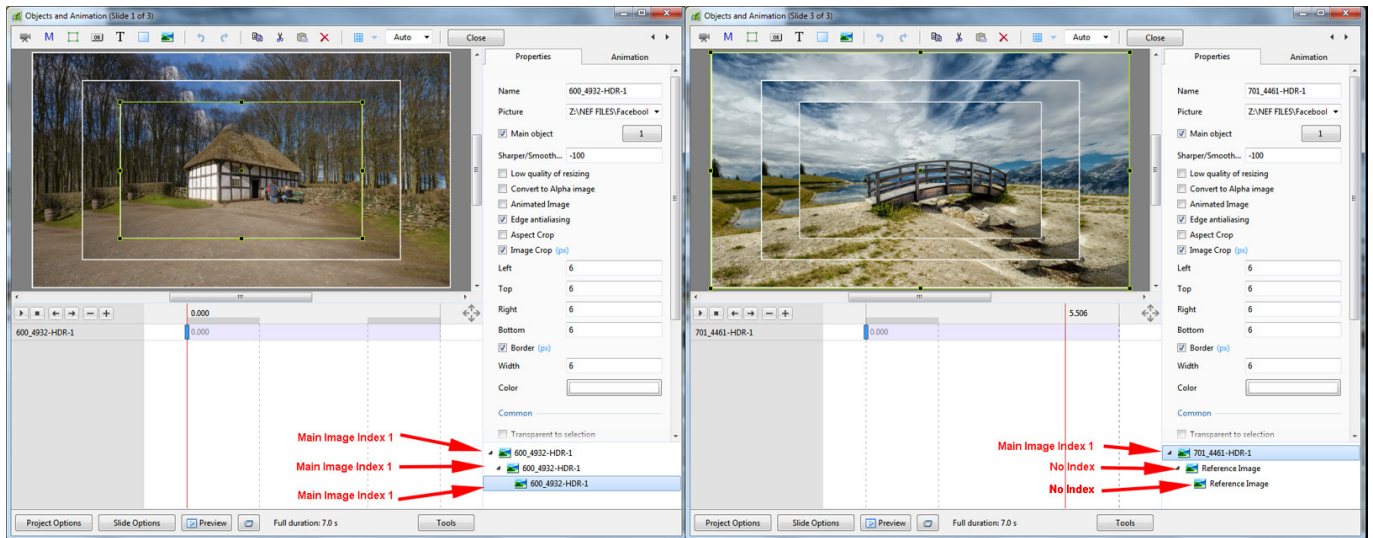 Objects and Animation (Slide 1 of 3)
M OK T Auto Close
Properties Animation
Name 600_4932-HDR-1
Picture Z:\NEF FILES\Facebool
Main object 1
Sharper/Smooth... -100
Low quality of resizing
Convert to Alpha image
Animated Image
Edge antialiasing
Aspect Crop
Image Crop (px)
Left 6
Top 6
Right 6
Bottom 6
Border (px)
Width 6
Color
Common
Transparent to selection
0.000
600_4932-HDR-1 0.000
Main Image Index 1
600_4932-HDR-1
Main Image Index 1
600_4932-HDR-1
Main Image Index 1
600_4932-HDR-1
Project Options Slide Options Preview Full duration: 7.0 s Tools
Objects and Animation (Slide 3 of 3)
M OK T Auto Close
Properties Animation
Name 701_4461-HDR-1
Picture Z:\NEF FILES\Facebool
Main object 1
Sharper/Smooth... -100
Low quality of resizing
Convert to Alpha image
Animated Image
Edge antialiasing
Aspect Crop
Image Crop (px)
Left 6
Top 6
Right 6
Bottom 6
Border (px)
Width 6
Color
Common
Transparent to selection
5.506
701_4461-HDR-1 0.000
Main Image Index 1
701_4461-HDR-1
No Index
Reference Image
No Index
Reference Image
Project Options Slide Options Preview Full duration: 7.0 s Tools